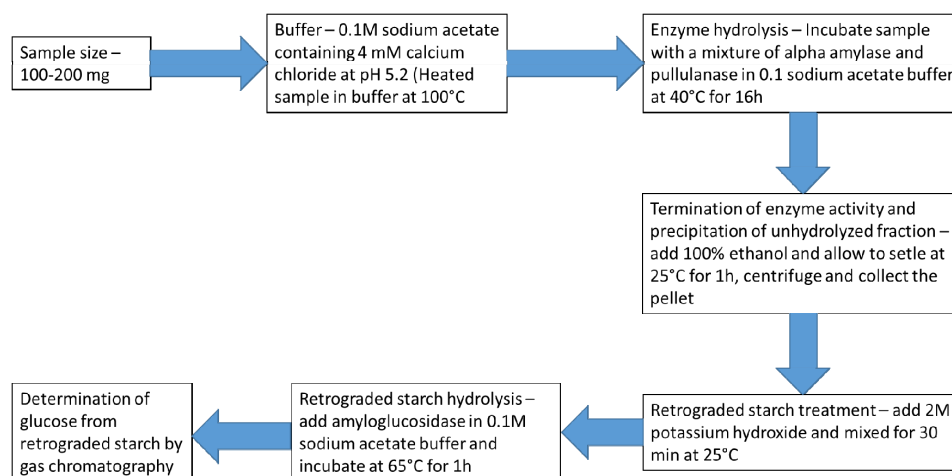 Sample size –
100-200 mg
Buffer – 0.1M sodium acetate
containing 4 mM calcium
chloride at pH 5.2 (Heated
sample in buffer at 100°C
Enzyme hydrolysis – Incubate sample
with a mixture of alpha amylase and
pullulanase in 0.1 sodium acetate buffer
at 40°C for 16h
Termination of enzyme activity and
precipitation of unhydrolyzed fraction –
add 100% ethanol and allow to setle at
25°C for 1h, centrifuge and collect the
pellet
Retrograded starch treatment – add 2M
potassium hydroxide and mixed for 30
min at 25°C
Retrograded starch hydrolysis –
add amyloglucosidase in 0.1M
sodium acetate buffer and
incubate at 65°C for 1h
Determination of
glucose from
retrograded starch by
gas chromatography